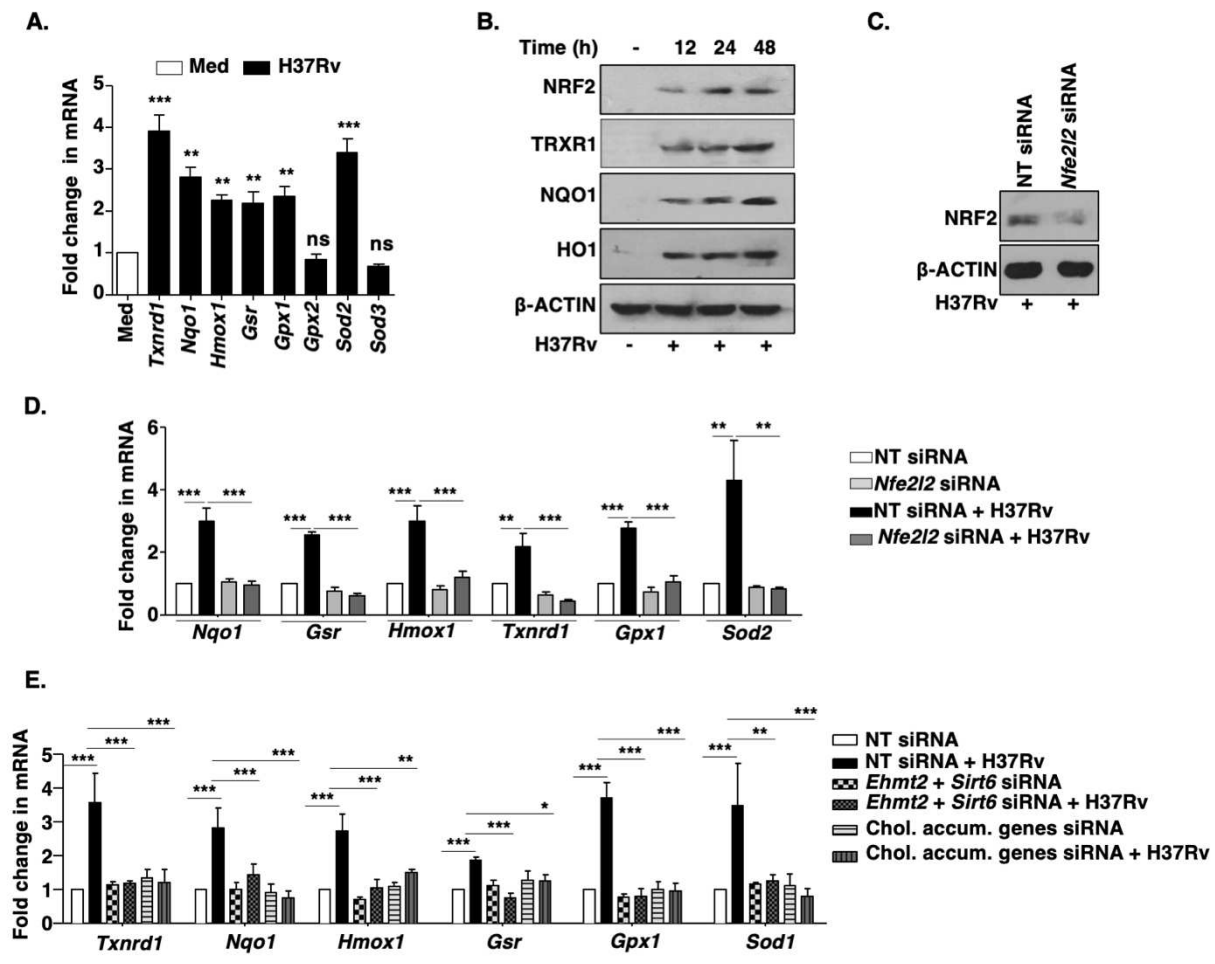 A.
Med H37Rv
Fold change in mRNA
5
4
3
2
1
0
*** ** ** ** ** ns *** ns
Med Txnrd1 Nqo1 Hmox1 Gsr Gpx1 Gpx2 Sod2 Sod3
B.
Time (h) - 12 24 48
NRF2
TRXR1
NQO1
HO1
β-ACTIN
H37Rv - + + +
C.
NT siRNA
Nfe2l2 siRNA
NRF2
β-ACTIN
H37Rv + +
D.
Fold change in mRNA
6
4
2
0
*** *** *** *** *** *** ** *** *** *** ** **
Nqo1 Gsr Hmox1 Txnrd1 Gpx1 Sod2
NT siRNA
Nfe2l2 siRNA
NT siRNA + H37Rv
Nfe2l2 siRNA + H37Rv
E.
Fold change in mRNA
5
4
3
2
1
0
*** *** ***
*** *** ***
*** *** **
*** *** *
*** *** ***
*** ** ***
Txnrd1 Nqo1 Hmox1 Gsr Gpx1 Sod1
NT siRNA
NT siRNA + H37Rv
Ehmt2 + Sirt6 siRNA
Ehmt2 + Sirt6 siRNA + H37Rv
Chol. accum. genes siRNA
Chol. accum. genes siRNA + H37Rv